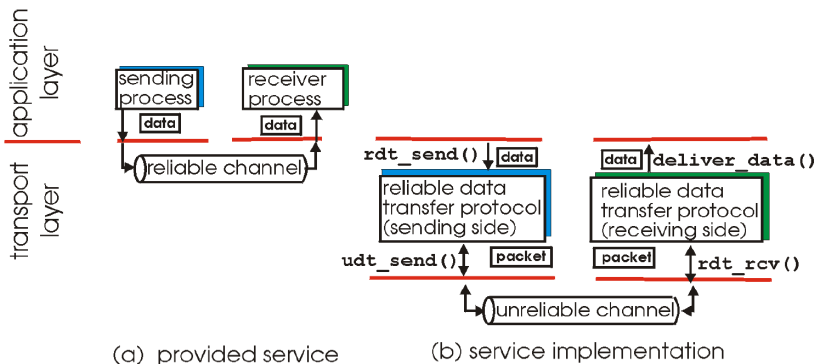 application
layer
transport
layer
sending
process
data
receiver
process
data
reliable channel
(a) provided service
rdt_send()
data
reliable data
transfer protocol
(sending side)
udt_send()
packet
data
deliver_data()
reliable data
transfer protocol
(receiving side)
packet
rdt_rcv()
unreliable channel
(b) service implementation